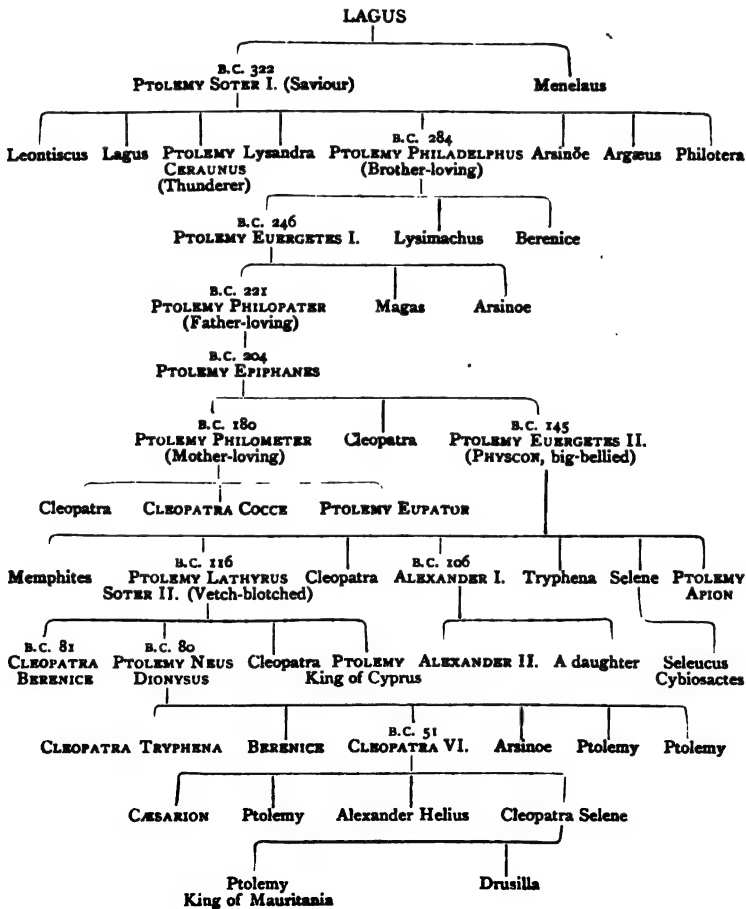 LAGUS
B.C. 322
PTOLEMY SOTER I. (Saviour) Menelaus
B.C. 284
Leontiscus Lagus PTOLEMY Lysandra PTOLEMY PHILADELPHUS Arsinöe Argæus Philotera
CERAUNUS (Brother-loving)
(Thunderer)
B.C. 246
PTOLEMY EUERGETES I. Lysimachus Berenice
B.C. 221
PTOLEMY PHILOPATER Magas Arsinoe
(Father-loving)
B.C. 204
PTOLEMY EPIPHANES
B.C. 180 B.C. 145
PTOLEMY PHILOMETER Cleopatra PTOLEMY EUERGETES II.
(Mother-loving) (PHYSCON, big-bellied)
Cleopatra CLEOPATRA COCCE PTOLEMY EUPATOR
B.C. 116 B.C. 106
Memphites PTOLEMY LATHYRUS Cleopatra ALEXANDER I. Tryphena Selene PTOLEMY
SOTER II. (Vetch-blotched) APION
B.C. 81 B.C. 80
CLEOPATRA PTOLEMY NEUS Cleopatra PTOLEMY ALEXANDER II. A daughter Seleucus
BERENICE DIONYSUS King of Cyprus Cybiosactes
B.C. 51
CLEOPATRA TRYPHENA BERENICE CLEOPATRA VI. Arsinoe Ptolemy Ptolemy
CÆSARION Ptolemy Alexander Helius Cleopatra Selene
Ptolemy Drusilla
King of Mauritania